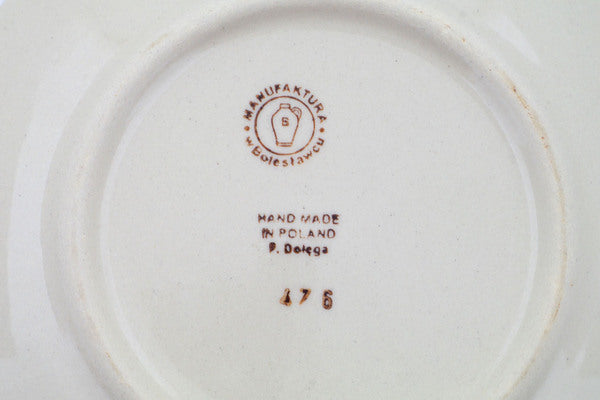 · MANUFAKTURA ·
w Bolesławcu
S
HAND MADE
IN POLAND
P. Dołęga
476